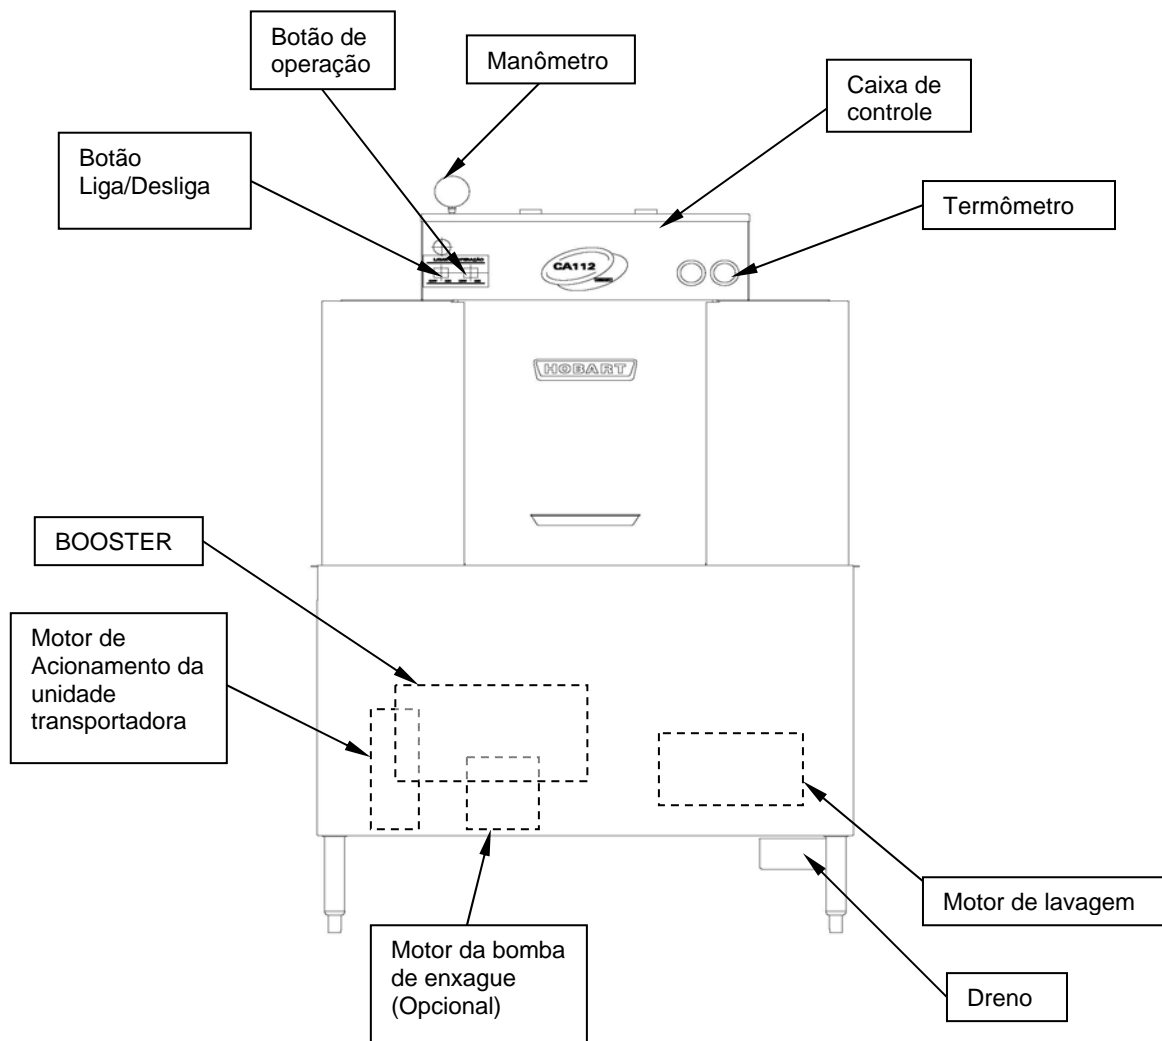 Botão de
operação
Manômetro
Caixa de
controle
Botão
Liga/Desliga
Termômetro
CA112
HOBART
BOOSTER
Motor de
Acionamento da
unidade
transportadora
Motor de lavagem
Motor da bomba
de enxague
(Opcional)
Dreno